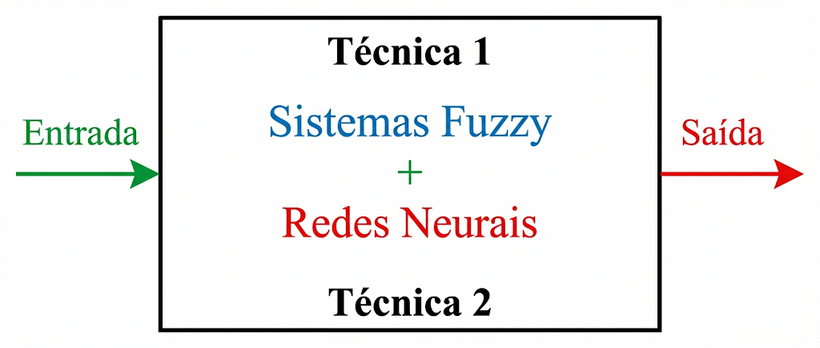 Técnica 1
Sistemas Fuzzy
Entrada
Saída
+
Redes Neurais
Técnica 2